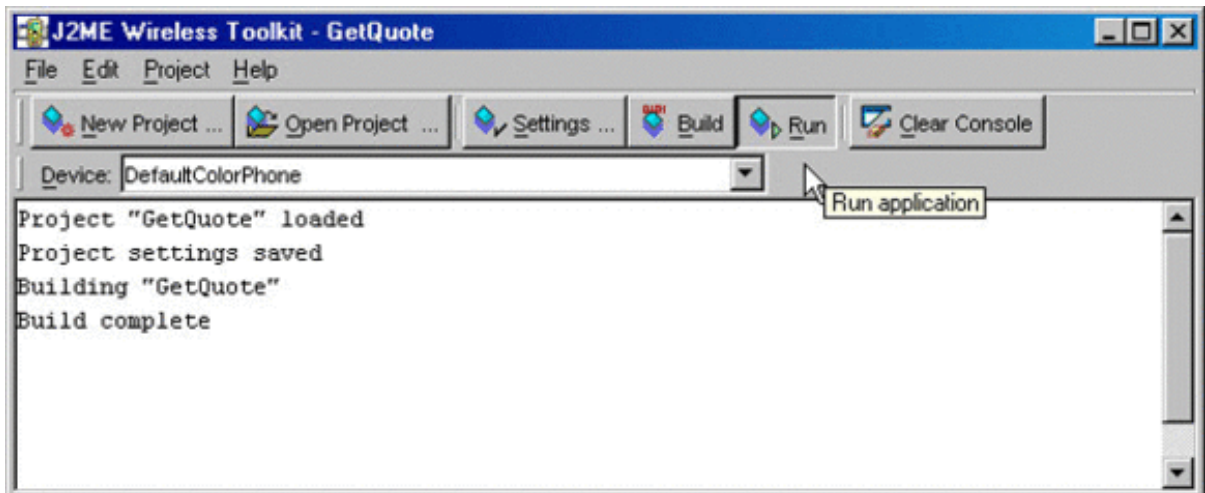 J2ME Wireless Toolkit - GetQuote
File Edit Project Help
New Project ... Open Project ... Settings ... Build Run Clear Console
Device: DefaultColorPhone
Run application
Project "GetQuote" loaded
Project settings saved
Building "GetQuote"
Build complete